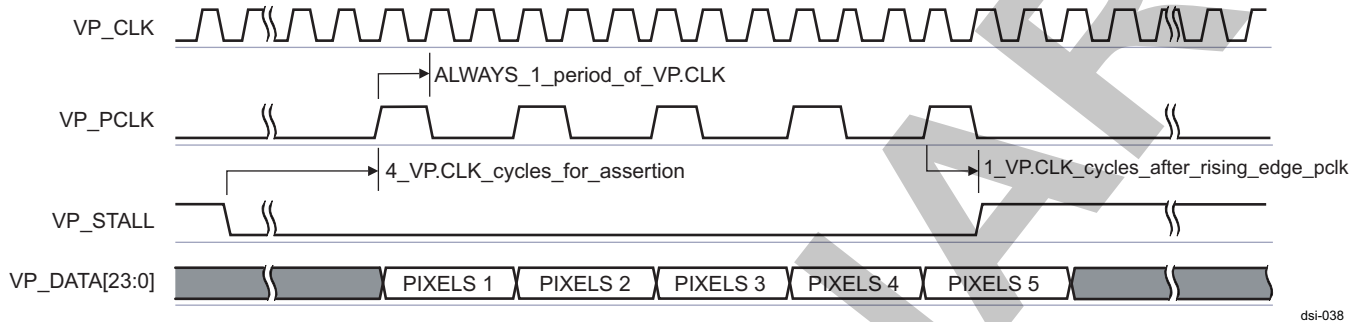 VP_CLK
ALWAYS_1_period_of_VP.CLK
VP_PCLK
4_VP.CLK_cycles_for_assertion
1_VP.CLK_cycles_after_rising_edge_pclk
VP_STALL
VP_DATA[23:0]
PIXELS 1 PIXELS 2 PIXELS 3 PIXELS 4 PIXELS 5
dsi-038